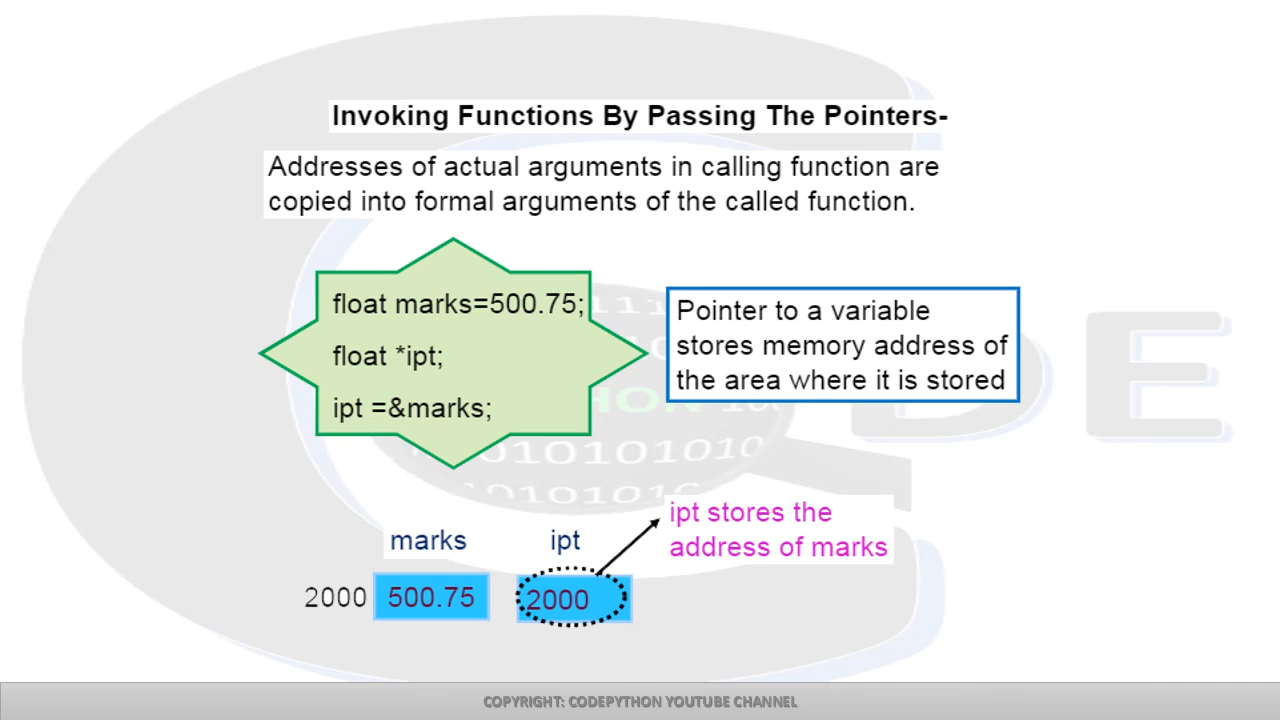 Invoking Functions By Passing The Pointers-
Addresses of actual arguments in calling function are
copied into formal arguments of the called function.
float marks=500.75;
float *ipt;
ipt =&marks;
Pointer to a variable
stores memory address of
the area where it is stored
ipt stores the
address of marks
marks ipt
2000 500.75 2000
COPYRIGHT: CODEPYTHON YOUTUBE CHANNEL